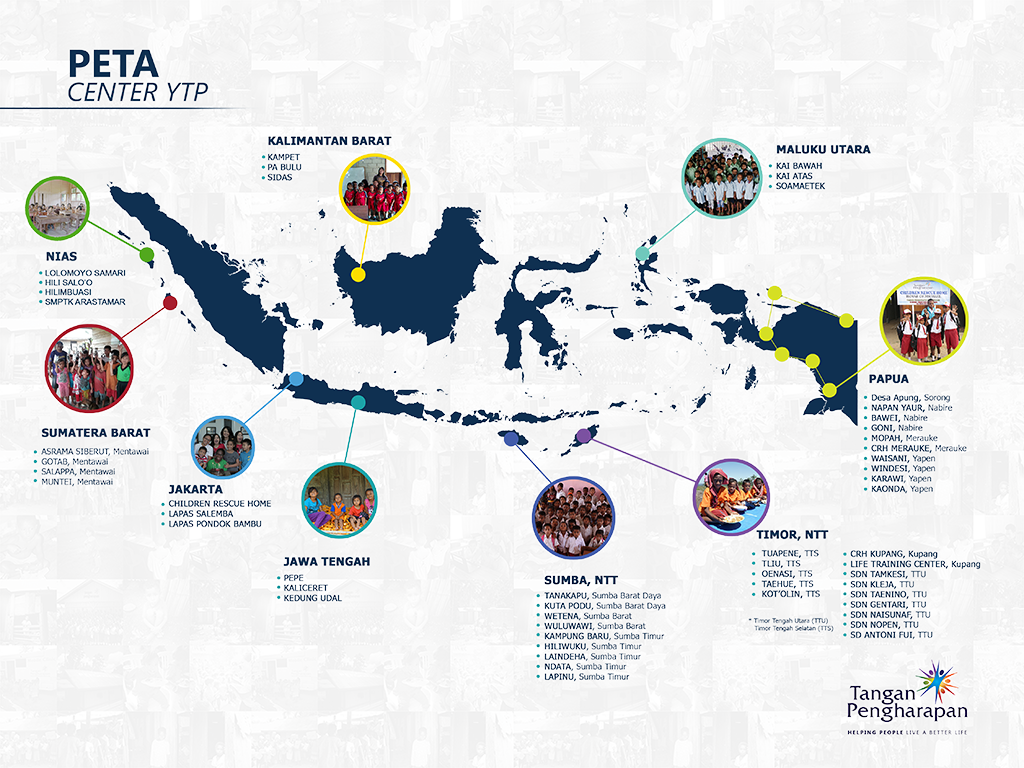 PETA
CENTER YTP
KALIMANTAN BARAT
KAMPET
PA BULU
SIDAS
MALUKU UTARA
KAI BAWAH
KAI ATAS
SOAMAETEK
NIAS
LOLOMOYO SAMARI
HILI SALO'O
HILIMBUASI
SMPTK ARASTAMAR
CHILDREN RESCUE HOME
PAPUA
Desa Apung, Sorong
NAPAN YAUR, Nabire
BAWEI, Nabire
GONI, Nabire
MOPAH, Merauke
CRH MERAUKE, Merauke
WAISANI, Yapen
WINDESI, Yapen
KARAWI, Yapen
KAONDA, Yapen
SUMATERA BARAT
ASRAMA SIBERUT, Mentawai
GOTAB, Mentawai
SALAPPA, Mentawai
MUNTEI, Mentawai
JAKARTA
CHILDREN RESCUE HOME
LAPAS SALEMBA
LAPAS PONDOK BAMBU
JAWA TENGAH
PEPE
KALICERET
KEDUNG UDAL
SUMBA, NTT
TANAKAPU, Sumba Barat Daya
KUTA PODU, Sumba Barat Daya
WETENA, Sumba Barat
WULUWAWI, Sumba Barat
KAMPUNG BARU, Sumba Timur
HILIWUKU, Sumba Timur
LAINDEHA, Sumba Timur
NDATA, Sumba Timur
LAPINU, Sumba Timur
TIMOR, NTT
TUAPENE, TTS
TLIU, TTS
OENASI, TTS
TAEHUE, TTS
KOT'OLIN, TTS
* Timor Tengah Utara (TTU)
Timor Tengah Selatan (TTS)
CRH KUPANG, Kupang
LIFE TRAINING CENTER, Kupang
SDN TAMKESI, TTU
SDN KLEJA, TTU
SDN TAENINO, TTU
SDN GENTARI, TTU
SDN NAISUNAF, TTU
SDN NOPEN, TTU
SD ANTONI FUI, TTU
Tangan
Pengharapan
HELPING PEOPLE LIVE A BETTER LIFE